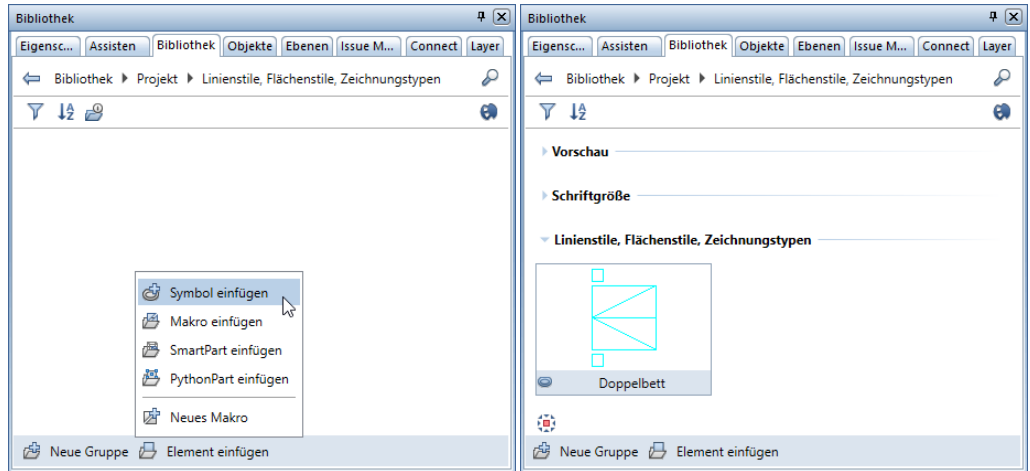 Bibliothek
Eigensc... Assisten Bibliothek Objekte Ebenen Issue M... Connect Layer
Bibliothek Projekt Linienstile, Flächenstile, Zeichnungstypen
Symbol einfügen
Makro einfügen
SmartPart einfügen
PythonPart einfügen
Neues Makro
Neue Gruppe Element einfügen
Bibliothek
Eigensc... Assisten Bibliothek Objekte Ebenen Issue M... Connect Layer
Bibliothek Projekt Linienstile, Flächenstile, Zeichnungstypen
Vorschau
Schriftgröße
Linienstile, Flächenstile, Zeichnungstypen
Doppelbett
Neue Gruppe Element einfügen